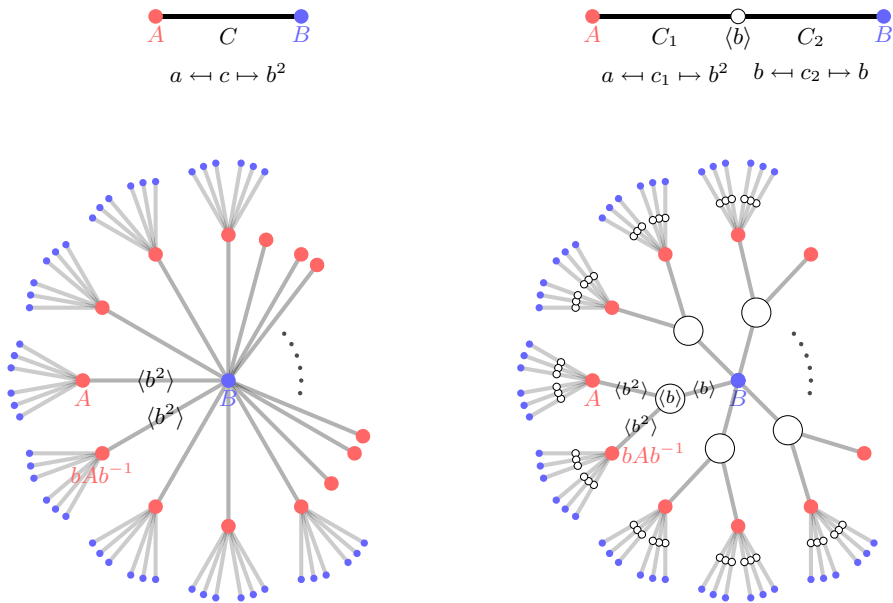 A C B
a ↤ c ↦ b²
A C₁ ⟨b⟩ C₂ B
a ↤ c₁ ↦ b² b ↤ c₂ ↦ b
⟨b²⟩
A B
⟨b²⟩
bAb⁻¹
⟨b²⟩ ⟨b⟩ ⟨b⟩
A B
⟨b²⟩
bAb⁻¹